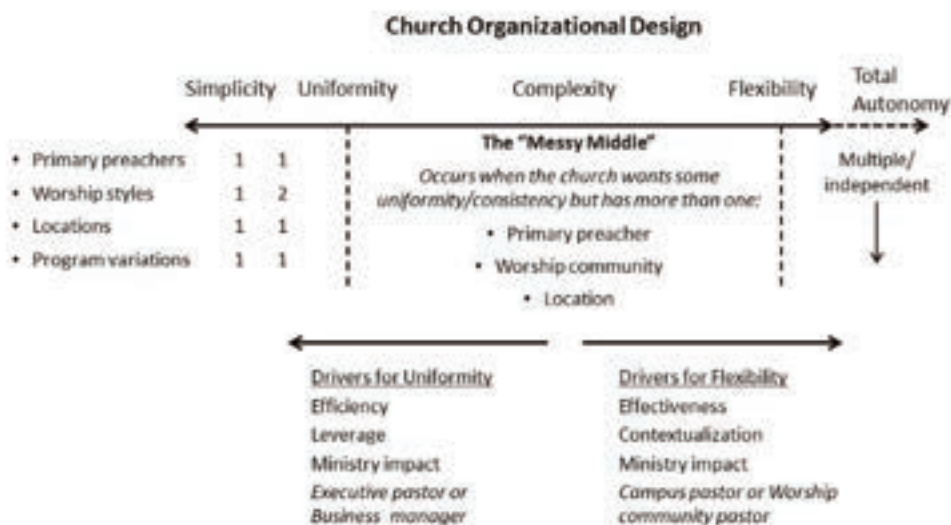 Church Organizational Design
Simplicity Uniformity Complexity Flexibility Total Autonomy
• Primary preachers 1 1
• Worship styles 1 2
• Locations 1 1
• Program variations 1 1
The "Messy Middle"
Occurs when the church wants some
uniformity/consistency but has more than one:
• Primary preacher
• Worship community
• Location
Multiple/
independent
Drivers for Uniformity
Efficiency
Leverage
Ministry impact
Executive pastor or
Business manager
Drivers for Flexibility
Effectiveness
Contextualization
Ministry impact
Campus pastor or Worship
community pastor